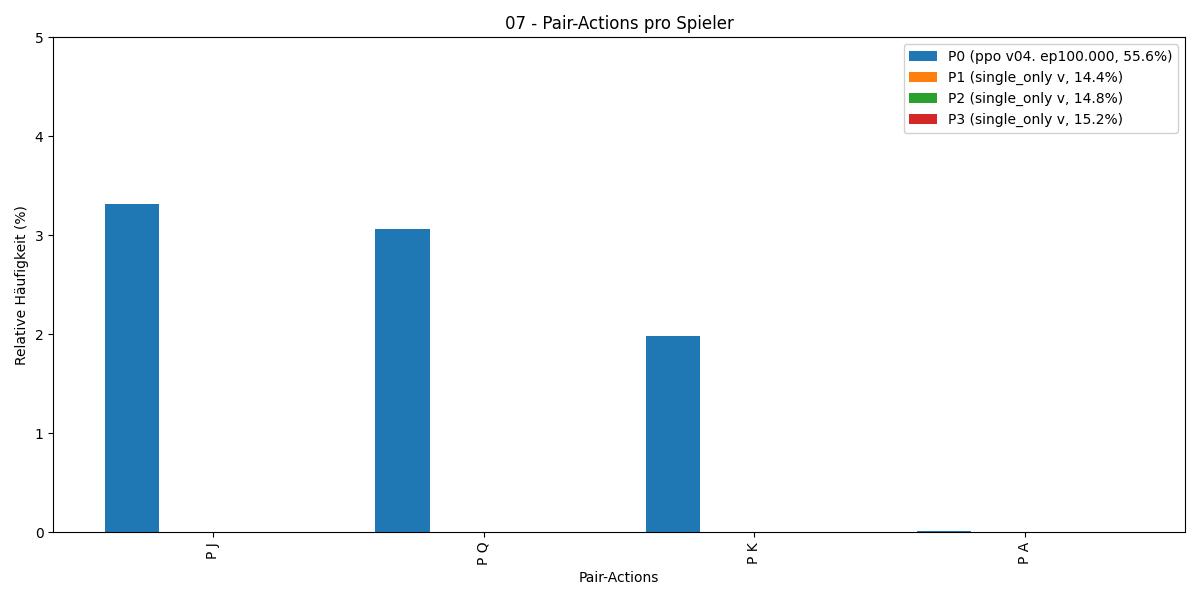 07 - Pair-Actions pro Spieler
P0 (ppo v04. ep100.000, 55.6%)
P1 (single_only v, 14.4%)
P2 (single_only v, 14.8%)
P3 (single_only v, 15.2%)
Relative Häufigkeit (%)
5
4
3
2
1
0
P J
P Q
P K
P A
Pair-Actions